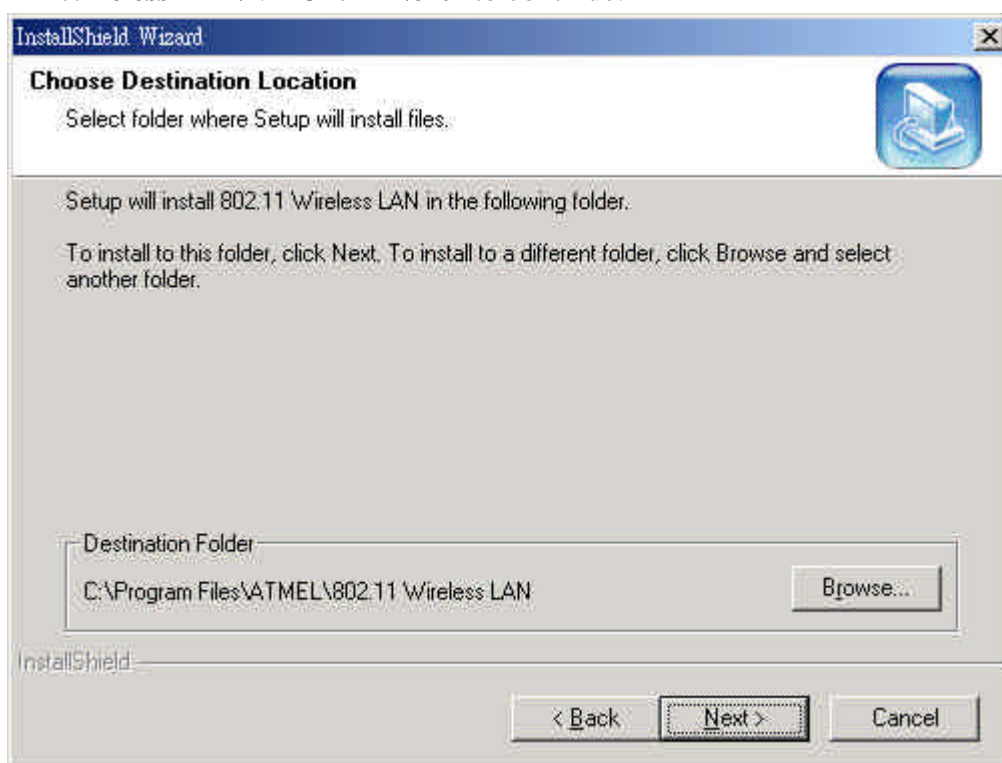 InstallShield Wizard
Choose Destination Location
Select folder where Setup will install files.
Setup will install 802.11 Wireless LAN in the following folder.
To install to this folder, click Next. To install to a different folder, click Browse and select
another folder.
Destination Folder
C:\Program Files\ATMEL\802.11 Wireless LAN
Browse...
InstallShield
< Back
Next >
Cancel